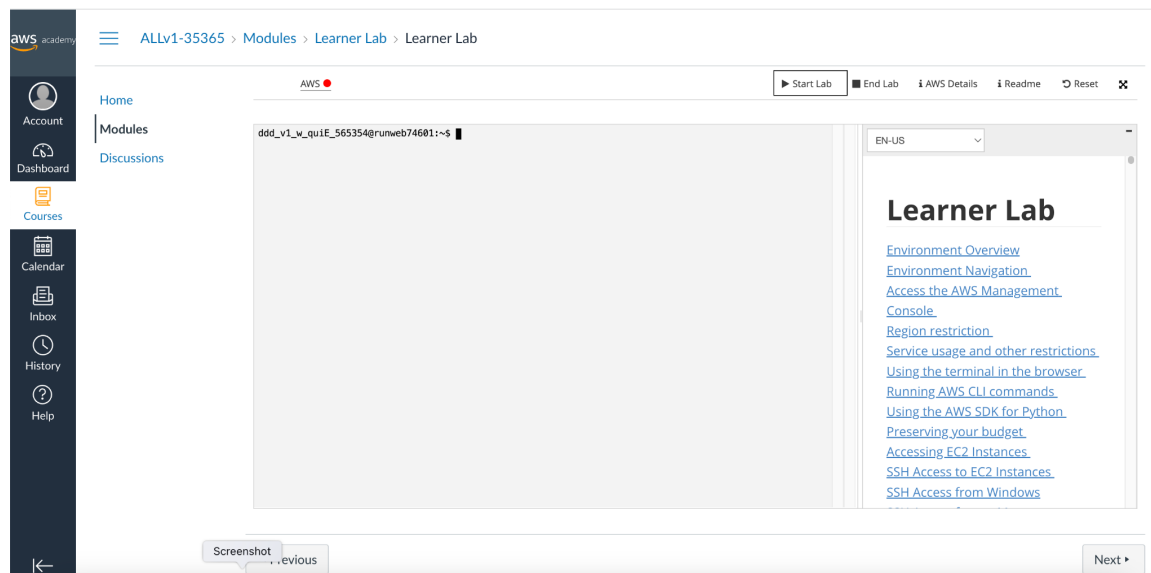 aws academy
ALLv1-35365 > Modules > Learner Lab > Learner Lab
Account
Dashboard
Courses
Calendar
Inbox
History
Help
Home
Modules
Discussions
AWS
Start Lab
End Lab
i AWS Details
i Readme
Reset
ddd_v1_w_quiE_565354@runweb74601:~$
EN-US
Learner Lab
Environment Overview
Environment Navigation
Access the AWS Management
Console
Region restriction
Service usage and other restrictions
Using the terminal in the browser
Running AWS CLI commands
Using the AWS SDK for Python
Preserving your budget
Accessing EC2 Instances
SSH Access to EC2 Instances
SSH Access from Windows
Screenshot
evious
Next